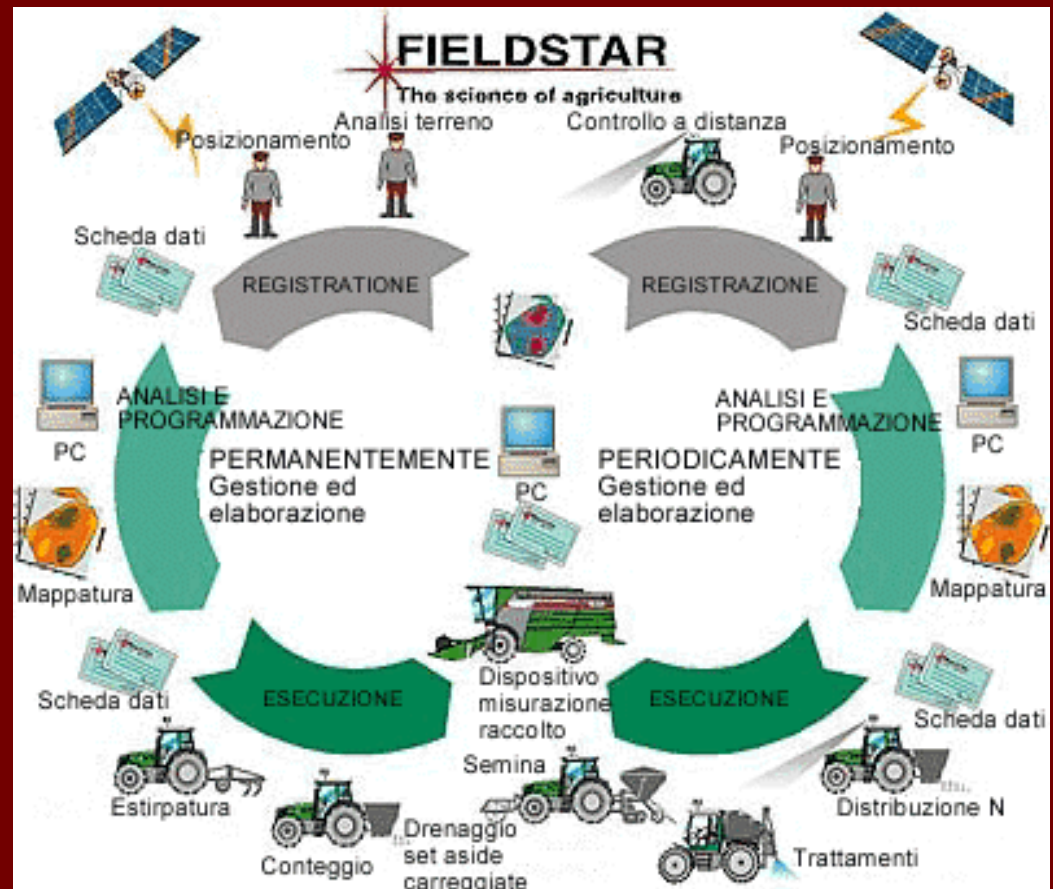 FIELDSTAR
The science of agriculture
Posizionamento
Analisi terreno
Controllo a distanza
Posizionamento
Scheda dati
REGISTRATIONE
REGISTRAZIONE
Scheda dati
PC
ANALISI E
PROGRAMMAZIONE
ANALISI E
PROGRAMMAZIONE
PC
PERMANENTEMENTE
Gestione ed
elaborazione
PC
PERIODICAMENTE
Gestione ed
elaborazione
Mappatura
Mappatura
Scheda dati
ESECUZIONE
Dispositivo
misurazione
raccolto
ESECUZIONE
Scheda dati
Estirpatura
Semina
Distribuzione N
Conteggio
Drenaggio
set aside
carreggiate
Trattamenti